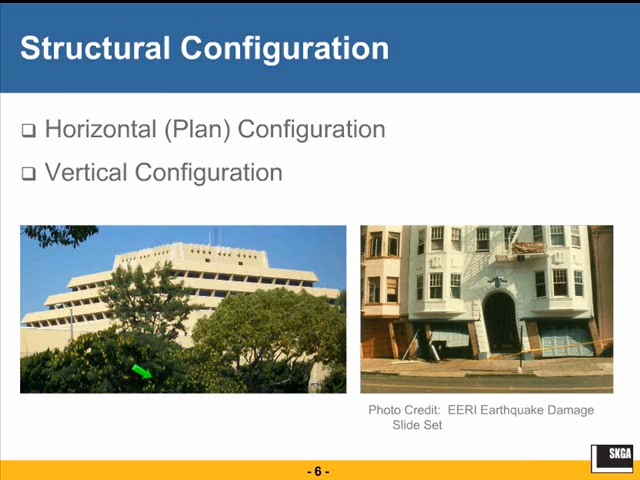 Structural Configuration
Horizontal (Plan) Configuration
Vertical Configuration
Photo Credit: EERI Earthquake Damage
Slide Set
SKGA
- 6 -